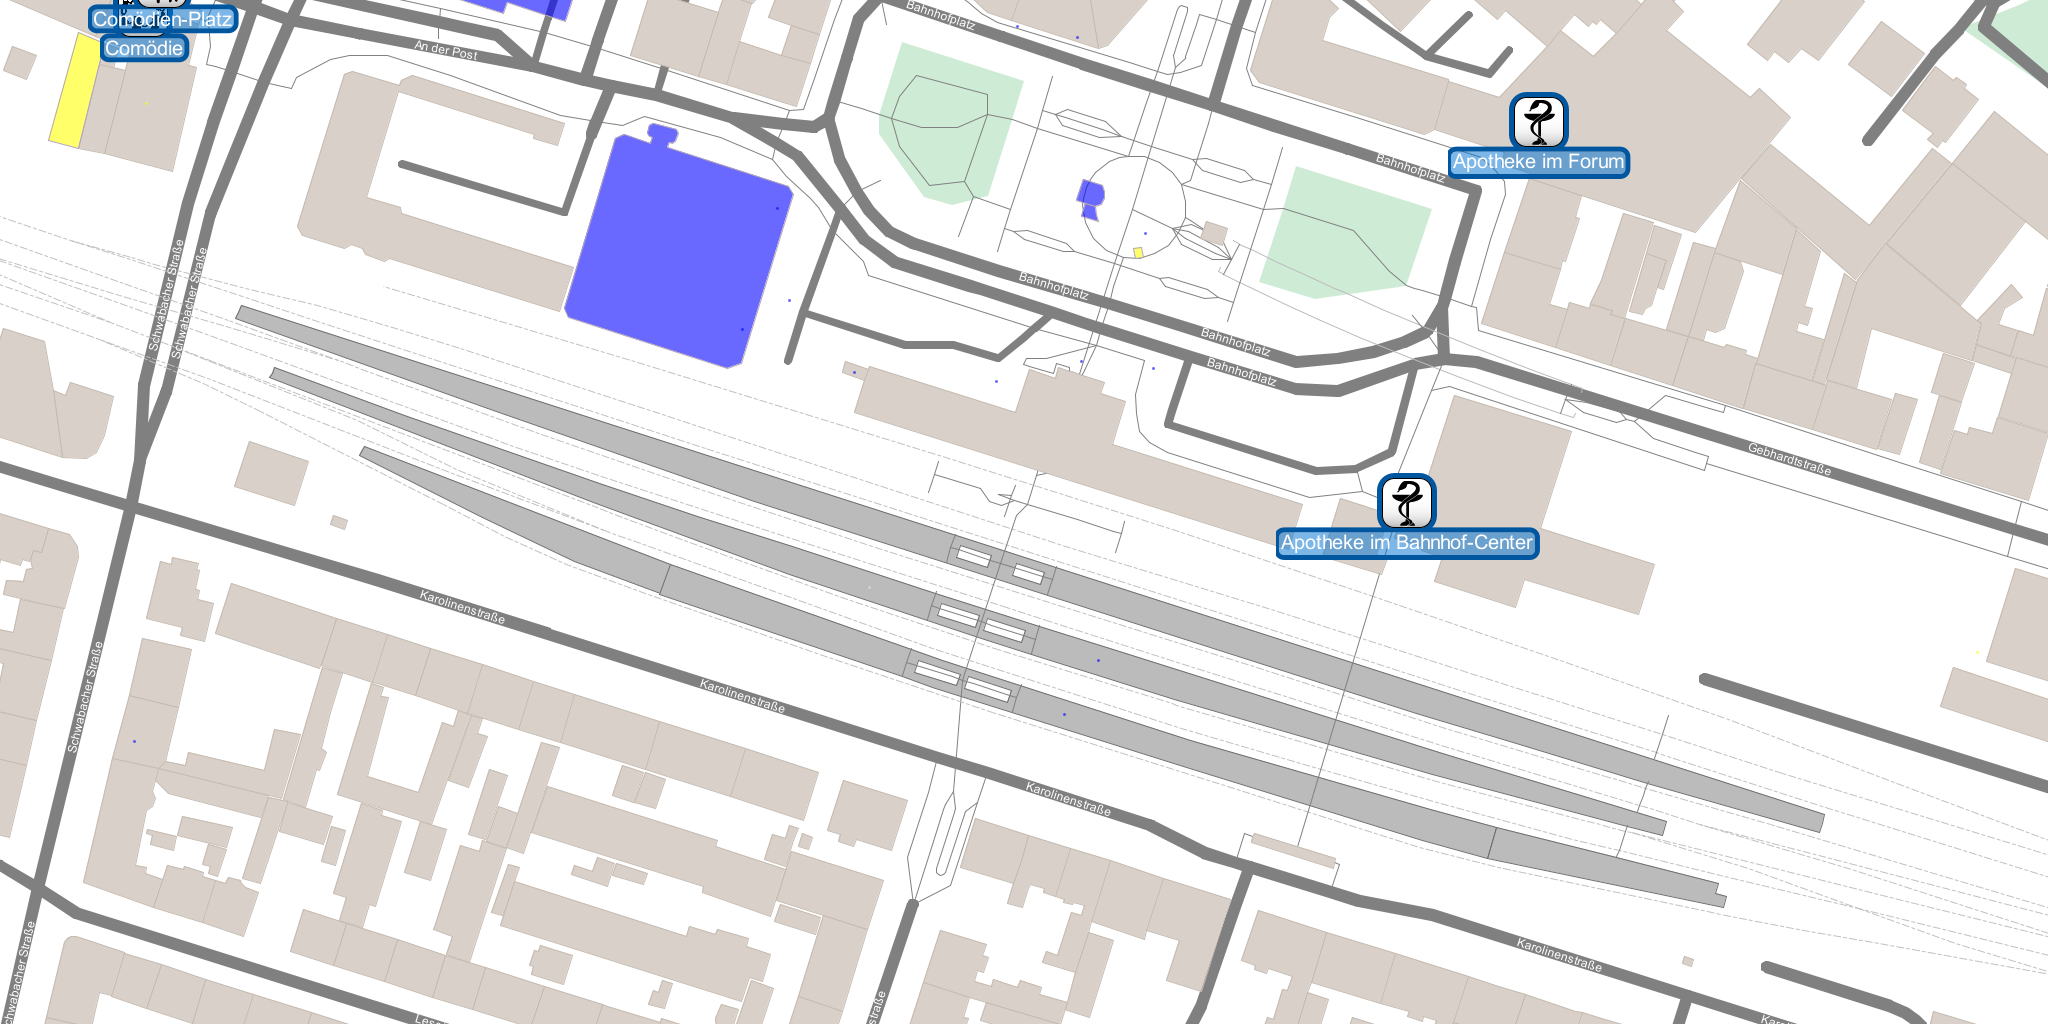 Comödien-Platz
Comödie
An der Post
Bahnhofplatz
Bahnhofplatz
Apotheke im Forum
Schwabacher Straße
Schwabacher Straße
Bahnhofplatz
Bahnhofplatz
Bahnhofplatz
Gebhardtstraße
Apotheke im Bahnhof-Center
Karolinenstraße
Karolinenstraße
Karolinenstraße
Schwabacher Straße
Karolinenstraße
Schwabacher Straße
straße